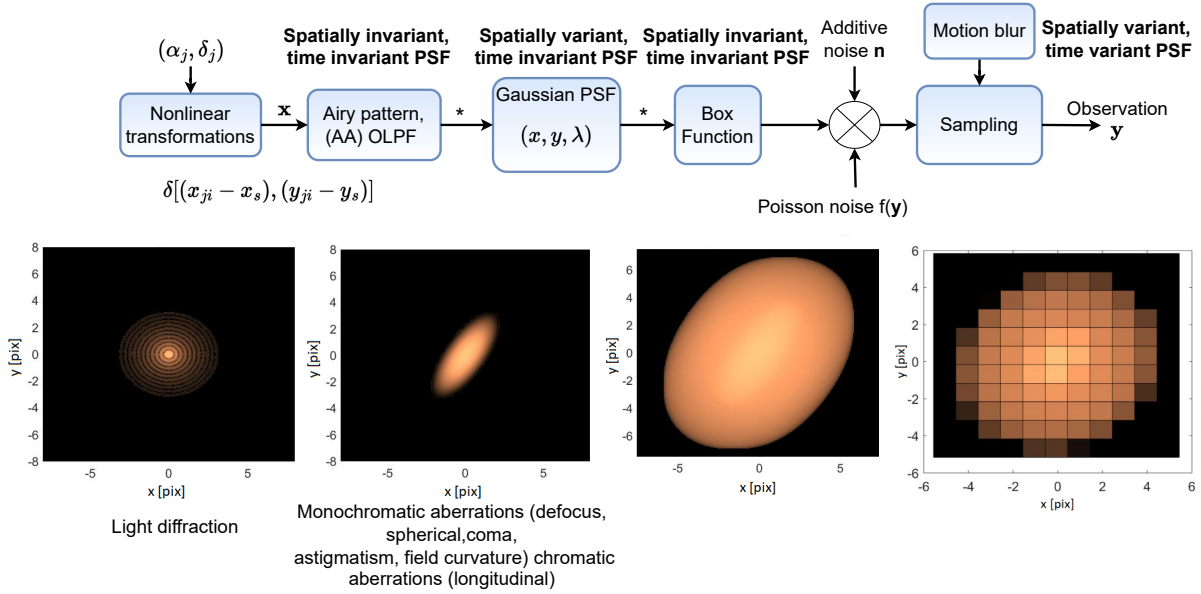 (αj, δj)
Nonlinear
transformations
x
δ[(xji − xs), (yji − ys)]
Spatially invariant,
time invariant PSF
Airy pattern,
(AA) OLPF
*
Spatially variant,
time invariant PSF
Gaussian PSF
(x, y, λ)
*
Spatially invariant,
time invariant PSF
Box
Function
Additive
noise n
Poisson noise f(y)
Motion blur
Sampling
Spatially variant,
time variant PSF
Observation
y
8
6
4
2
0
-2
-4
-6
-8
y [pix]
-5 0 5
x [pix]
Light diffraction
8
6
4
2
0
-2
-4
-6
-8
y [pix]
-5 0 5
x [pix]
Monochromatic aberrations (defocus,
spherical,coma,
astigmatism, field curvature) chromatic
aberrations (longitudinal)
6
4
2
0
-2
-4
-6
y [pix]
-5 0 5
x [pix]
6
4
2
0
-2
-4
-6
y [pix]
-6 -4 -2 0 2 4 6
x [pix]